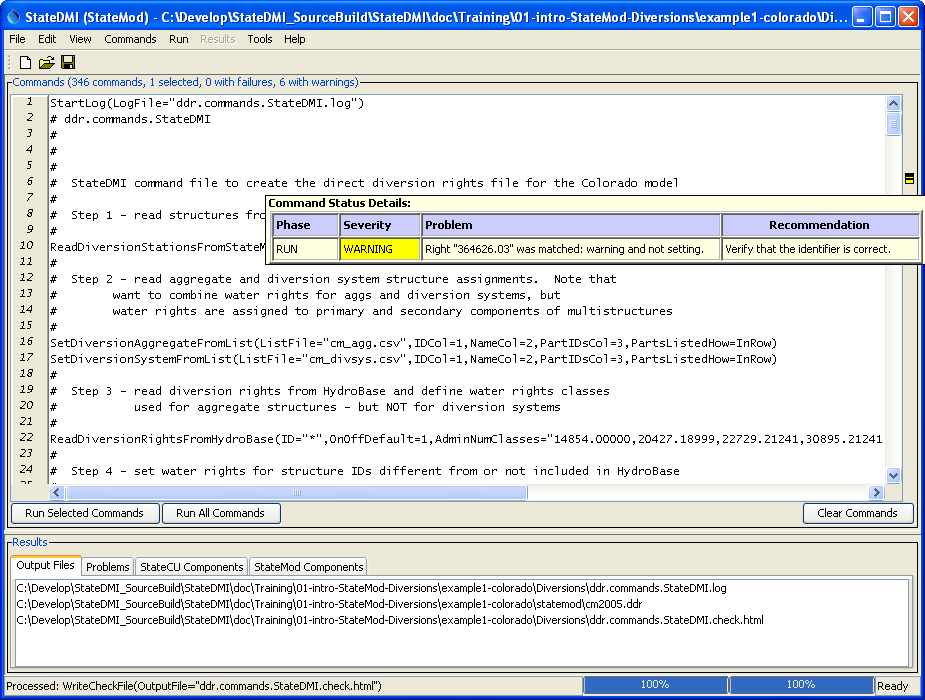 StateDMI (StateMod) - C:\Develop\StateDMI_SourceBuild\StateDMI\doc\Training\01-intro-StateMod-Diversions\example1-colorado\Di...
File Edit View Commands Run Results Tools Help
Commands (346 commands, 1 selected, 0 with failures, 6 with warnings)
1 StartLog(LogFile="ddr.commands.StateDMI.log")
2 # ddr.commands.StateDMI
3 #
4 #
5 #
6 # StateDMI command file to create the direct diversion rights file for the Colorado model
7 #
8 # Step 1 - read structures fro
9 #
10 ReadDiversionStationsFromStateM
11 #
Command Status Details:
Phase Severity Problem Recommendation
RUN WARNING Right "364626.03" was matched: warning and not setting. Verify that the identifier is correct.
12 # Step 2 - read aggregate and diversion system structure assignments. Note that
13 # want to combine water rights for aggs and diversion systems, but
14 # water rights are assigned to primary and secondary components of multistructures
15 #
16 SetDiversionAggregateFromList(ListFile="cm_agg.csv",IDCol=1,NameCol=2,PartIDsCol=3,PartsListedHow=InRow)
17 SetDiversionSystemFromList(ListFile="cm_divsys.csv",IDCol=1,NameCol=2,PartIDsCol=3,PartsListedHow=InRow)
18 #
19 # Step 3 - read diversion rights from HydroBase and define water rights classes
20 # used for aggregate structures - but NOT for diversion systems
21 #
22 ReadDiversionRightsFromHydroBase(ID="*",OnOffDefault=1,AdminNumClasses="14854.00000,20427.18999,22729.21241,30895.21241
23 #
24 # Step 4 - set water rights for structure IDs different from or not included in HydroBase
Run Selected Commands Run All Commands Clear Commands
Results
Output Files Problems StateCU Components StateMod Components
C:\Develop\StateDMI_SourceBuild\StateDMI\doc\Training\01-intro-StateMod-Diversions\example1-colorado\Diversions\ddr.commands.StateDMI.log
C:\Develop\StateDMI_SourceBuild\StateDMI\doc\Training\01-intro-StateMod-Diversions\example1-colorado\statemod\cm2005.ddr
C:\Develop\StateDMI_SourceBuild\StateDMI\doc\Training\01-intro-StateMod-Diversions\example1-colorado\Diversions\ddr.commands.StateDMI.check.html
Processed: WriteCheckFile(OutputFile="ddr.commands.StateDMI.check.html") 100% 100% Ready